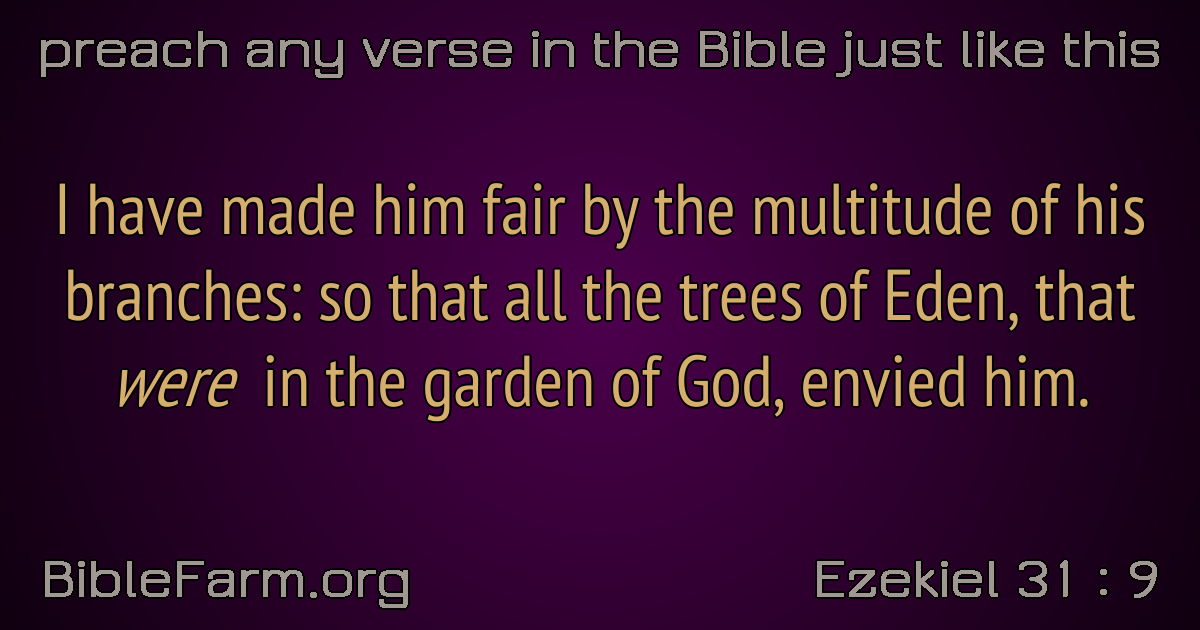 preach any verse in the Bible just like this
I have made him fair by the multitude of his
branches: so that all the trees of Eden, that
were in the garden of God, envied him.
BibleFarm.org
Ezekiel 31 : 9